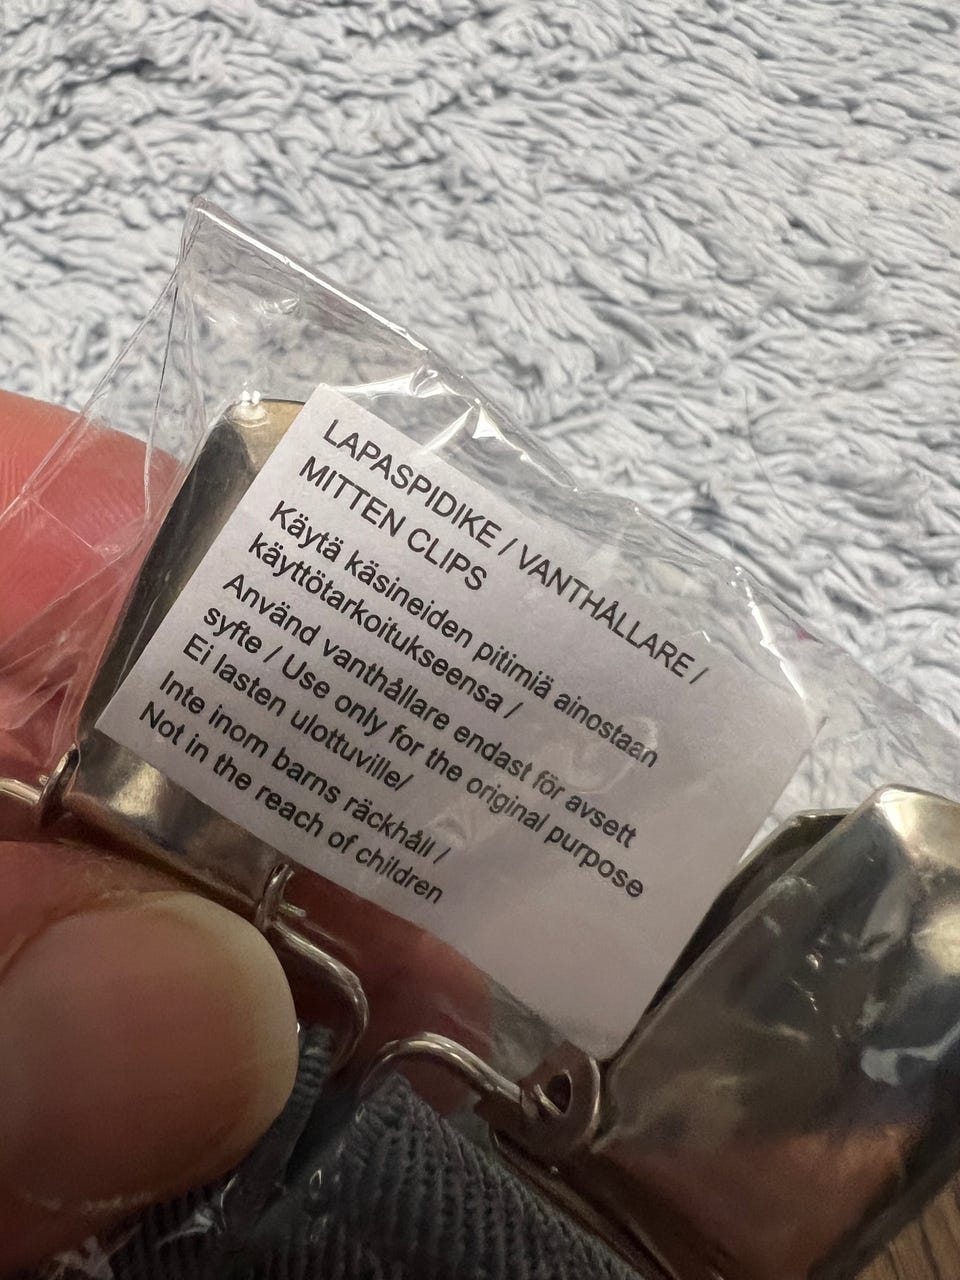 LAPASPIDIKE / VANTHÅLLARE /
MITTEN CLIPS
Käytä käsineiden pitimiä ainostaan
käyttötarkoitukseensa /
Använd vanthållare endast för avsett
syfte / Use only for the original purpose
Ei lasten ulottuville/
Inte inom barns räckhåll /
Not in the reach of children